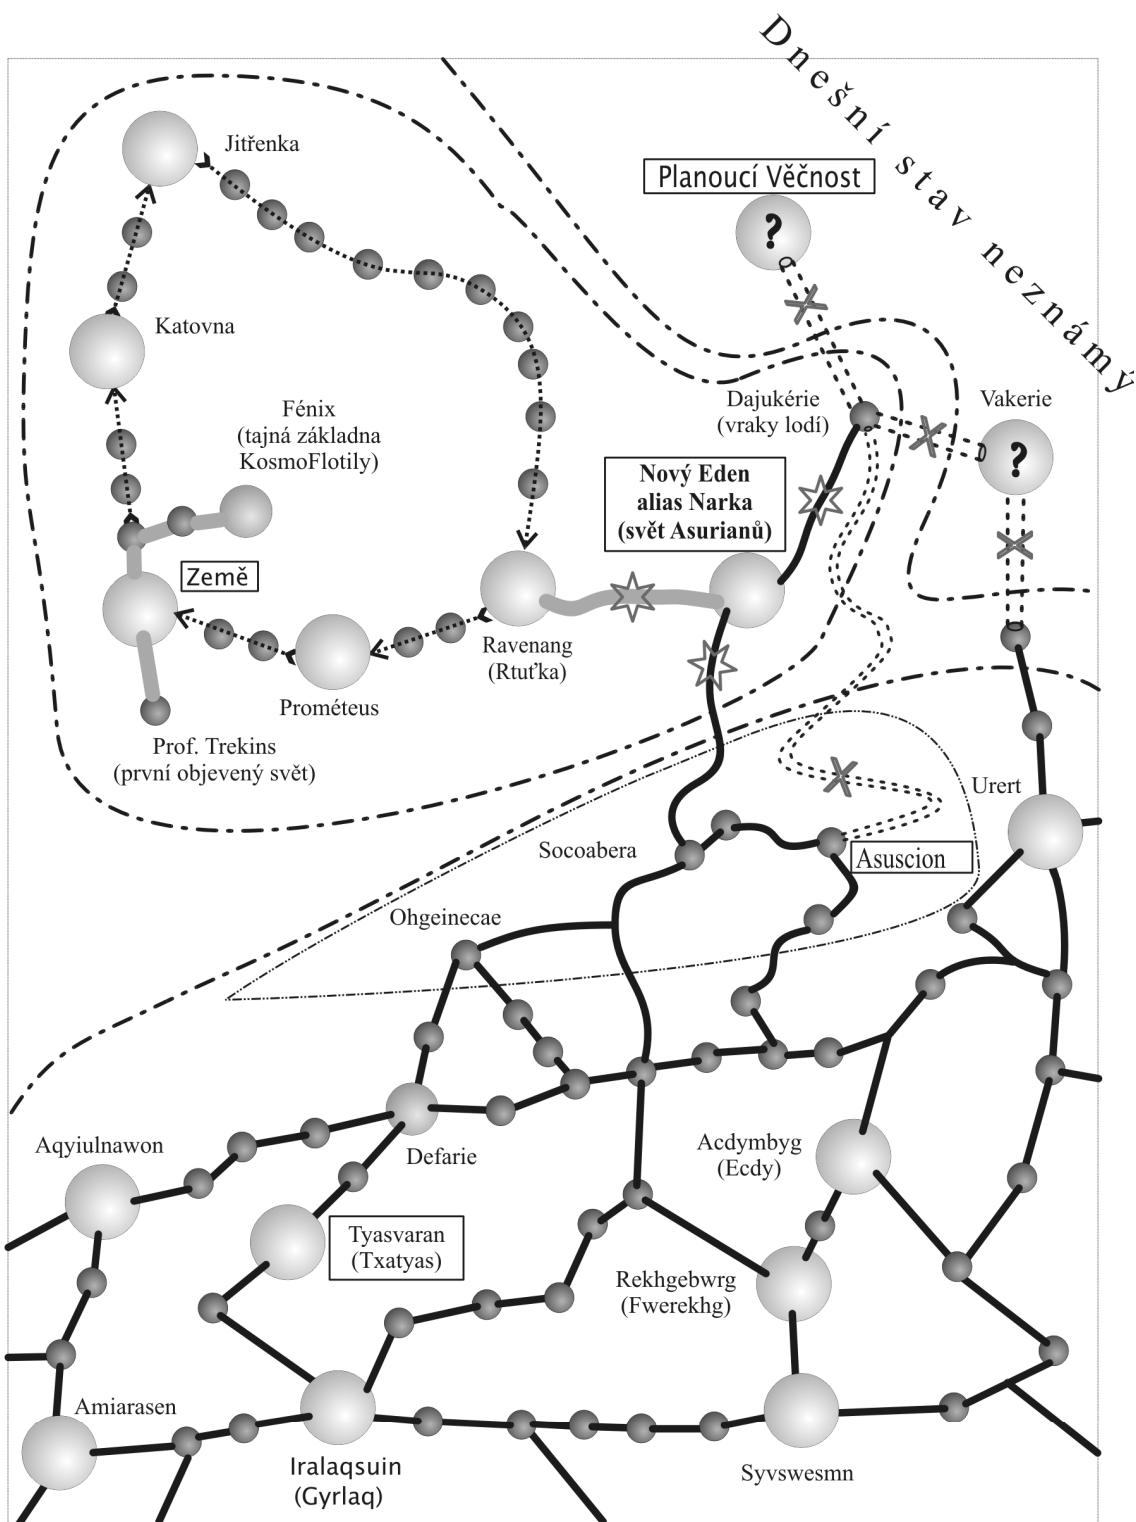 Dnešní stav neznámý
Jitřenka
Planoucí Věčnost
?
Katovna
Dajukérie
(vraky lodí)
Vakerie
?
Fénix
(tajná základna
KosmoFlotily)
Nový Eden
alias Narka
(svět Asurianů)
Země
Ravenang
(Rtuťka)
Prométeus
Prof. Trekins
(první objevený svět)
Urert
Socoabera
Asuscion
Ohgeinecae
Aqyiulnawon
Defarie
Acdymbyg
(Ecdy)
Tyasvaran
(Txatyas)
Rekhgebwrg
(Fwerekhg)
Amiarasen
Iralaqsuin
(Gyrlaq)
Syvswesmn